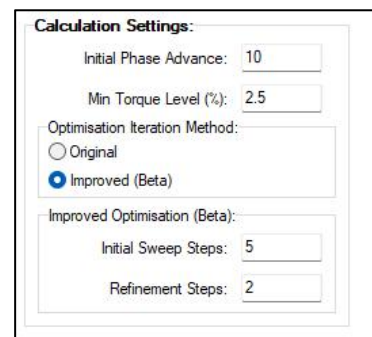 Calculation Settings:
Initial Phase Advance: 10
Min Torque Level (%): 2.5
Optimisation Iteration Method:
Original
Improved (Beta)
Improved Optimisation (Beta):
Initial Sweep Steps: 5
Refinement Steps: 2